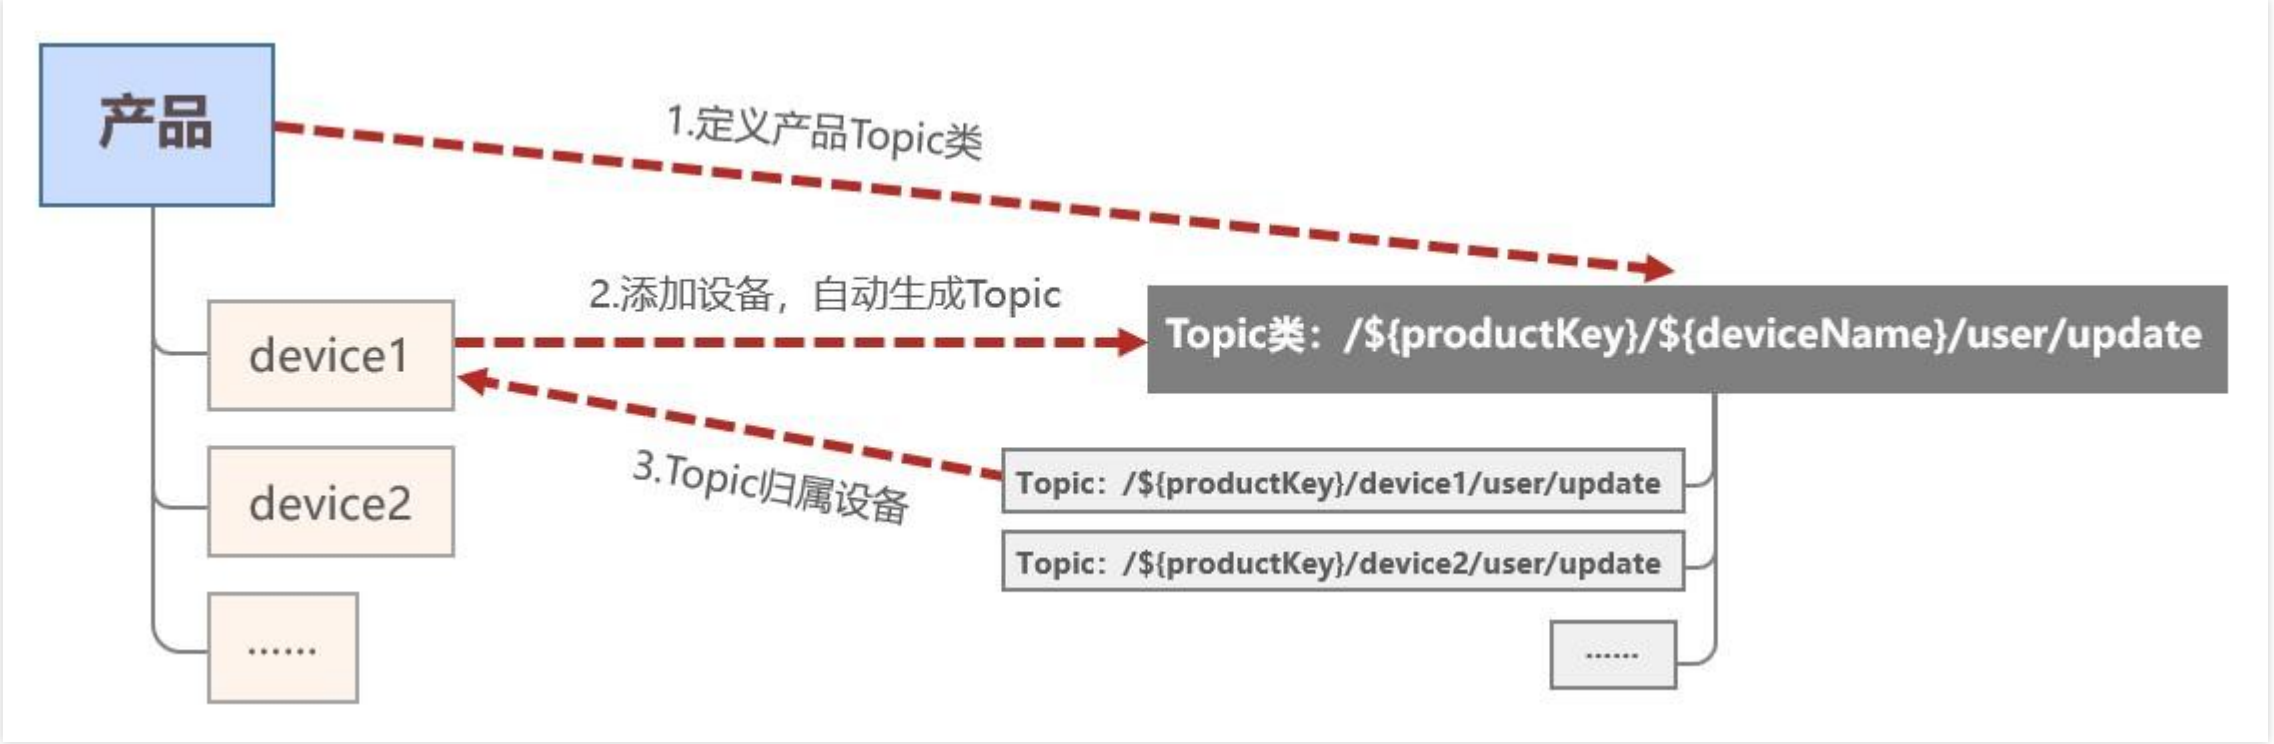 产品
1.定义产品Topic类
2.添加设备，自动生成Topic
Topic类：/${productKey}/${deviceName}/user/update
device1
3.Topic归属设备
Topic：/${productKey}/device1/user/update
device2
Topic：/${productKey}/device2/user/update
......
......